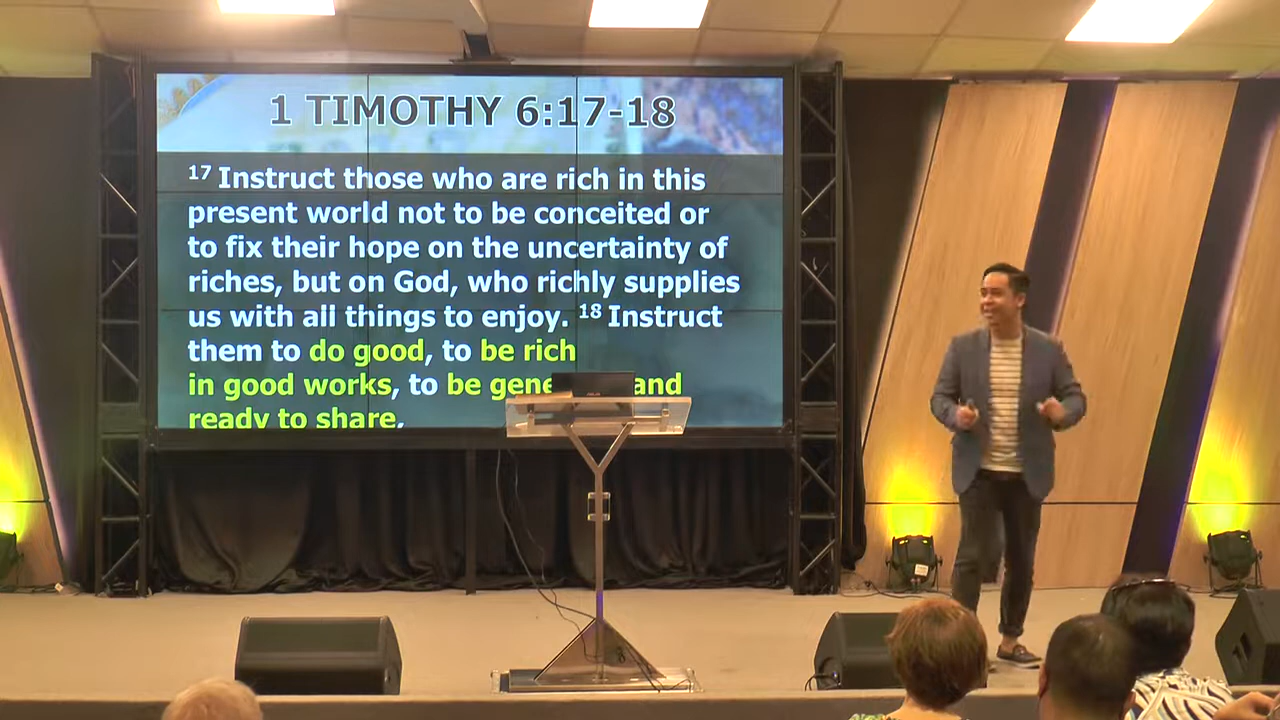 1 TIMOTHY 6:17-18
17 Instruct those who are rich in this
present world not to be conceited or
to fix their hope on the uncertainty of
riches, but on God, who richly supplies
us with all things to enjoy. 18 Instruct
them to do good, to be rich
in good works, to be and
ready to share,